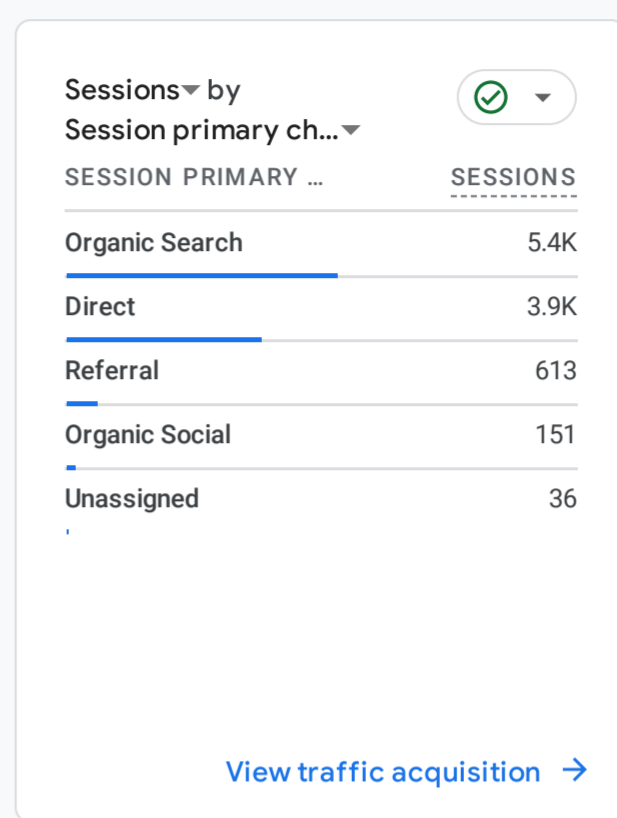 Sessions by
Session primary ch...
SESSION PRIMARY ...
SESSIONS
Organic Search
5.4K
Direct
3.9K
Referral
613
Organic Social
151
Unassigned
36
View traffic acquisition